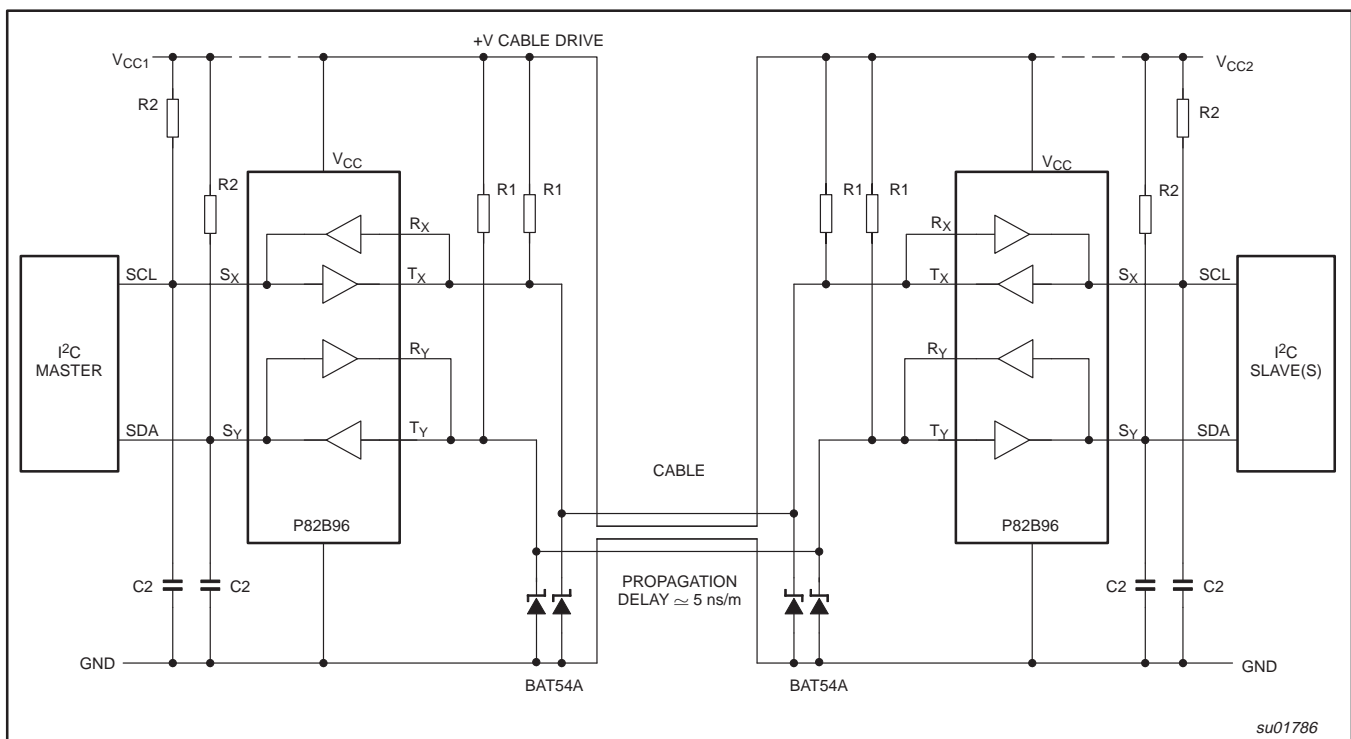 +V CABLE DRIVE
VCC1
VCC2
R2
R2
VCC
VCC
R2
R1
R1
R1
R1
R2
RX
RX
SCL
SX
TX
TX
SX
SCL
I2C
MASTER
RY
RY
I2C
SLAVE(S)
SDA
SY
TY
TY
SY
SDA
CABLE
P82B96
P82B96
C2
C2
PROPAGATION
DELAY ≃ 5 ns/m
C2
C2
GND
GND
BAT54A
BAT54A
su01786